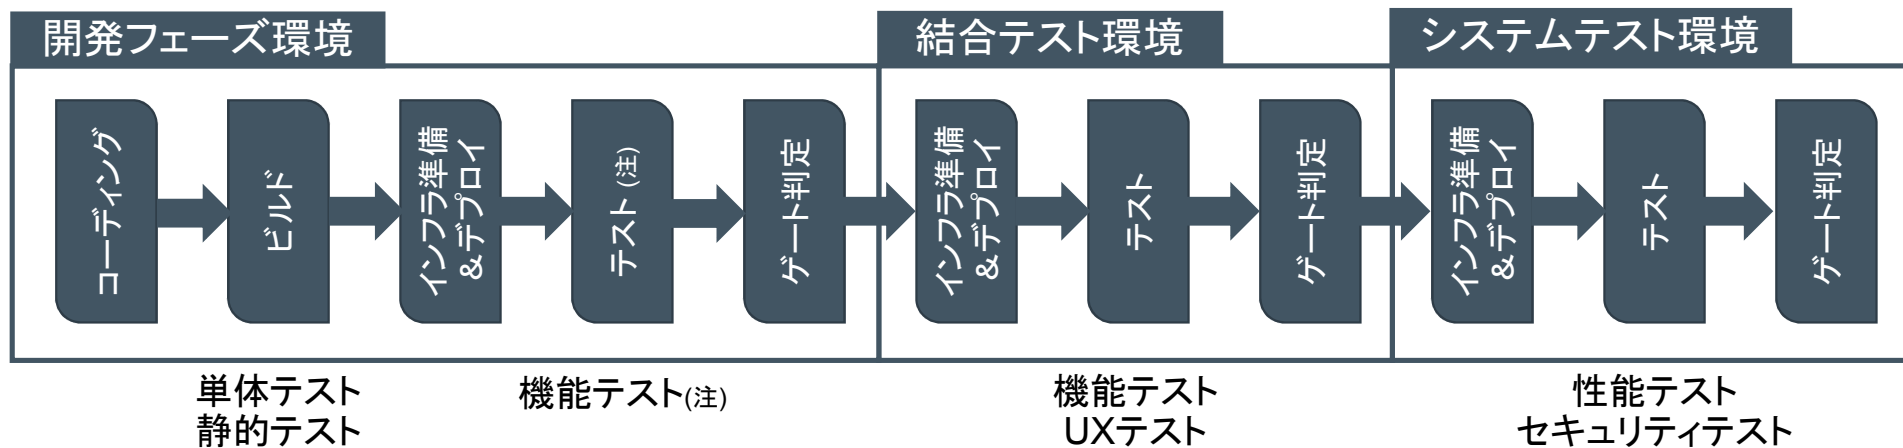 開発フェーズ環境
結合テスト環境
システムテスト環境
コーディング
ビルド
インフラ準備
&デプロイ
テスト(注)
ゲート判定
インフラ準備
&デプロイ
テスト
ゲート判定
インフラ準備
&デプロイ
テスト
ゲート判定
単体テスト
静的テスト
機能テスト(注)
機能テスト
UXテスト
性能テスト
セキュリティテスト